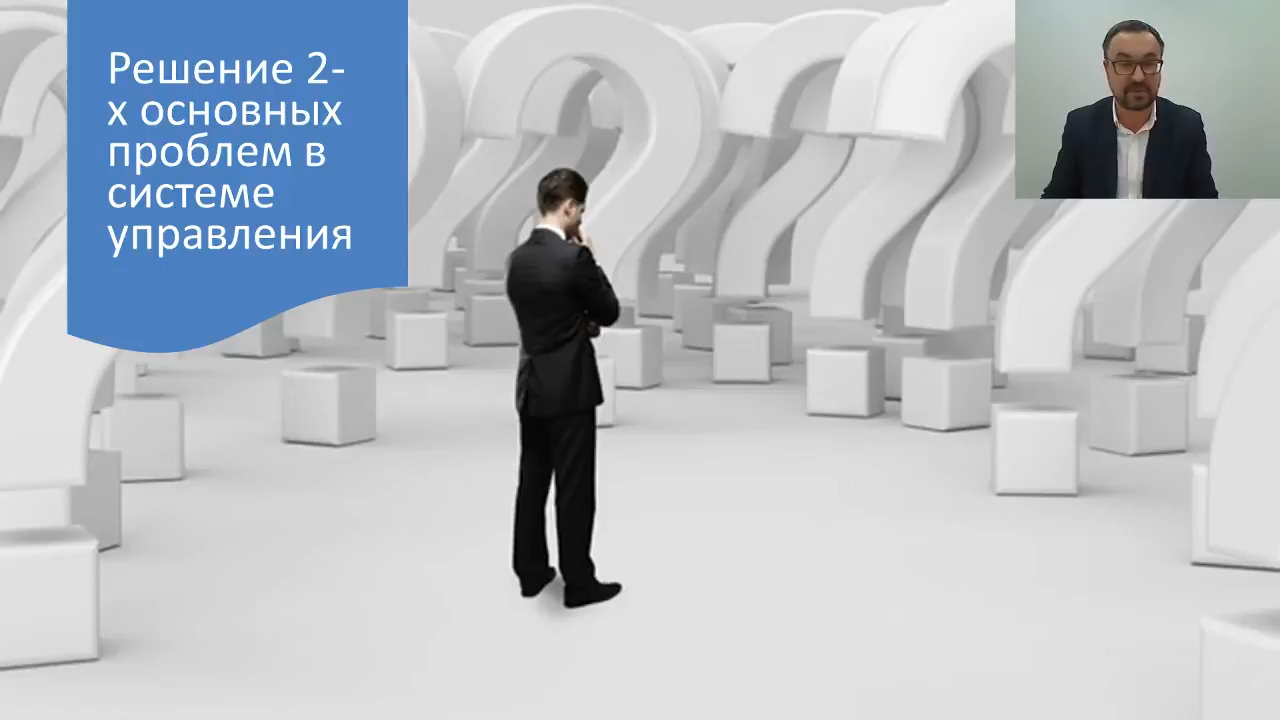 Решение 2-
х основных
проблем в
системе
управления